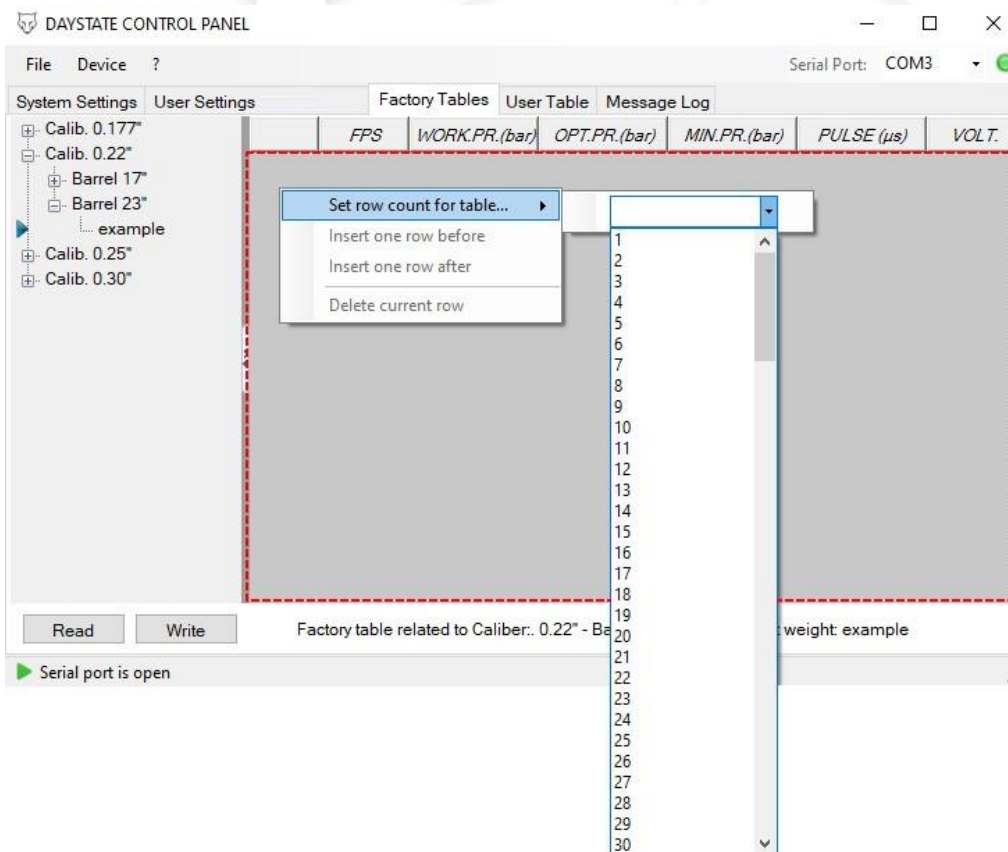 DAYSTATE CONTROL PANEL
File Device ? Serial Port: COM3
System Settings User Settings Factory Tables User Table Message Log
Calib. 0.177"
Calib. 0.22"
Barrel 17"
Barrel 23"
example
Calib. 0.25"
Calib. 0.30"
FPS WORK.PR.(bar) OPT.PR.(bar) MIN.PR.(bar) PULSE (µs) VOLT.
Set row count for table...
Insert one row before
Insert one row after
Delete current row
1
2
3
4
5
6
7
8
9
10
11
12
13
14
15
16
17
18
19
20
21
22
23
24
25
26
27
28
29
30
Read Write Factory table related to Caliber:. 0.22" - Ba weight: example
Serial port is open